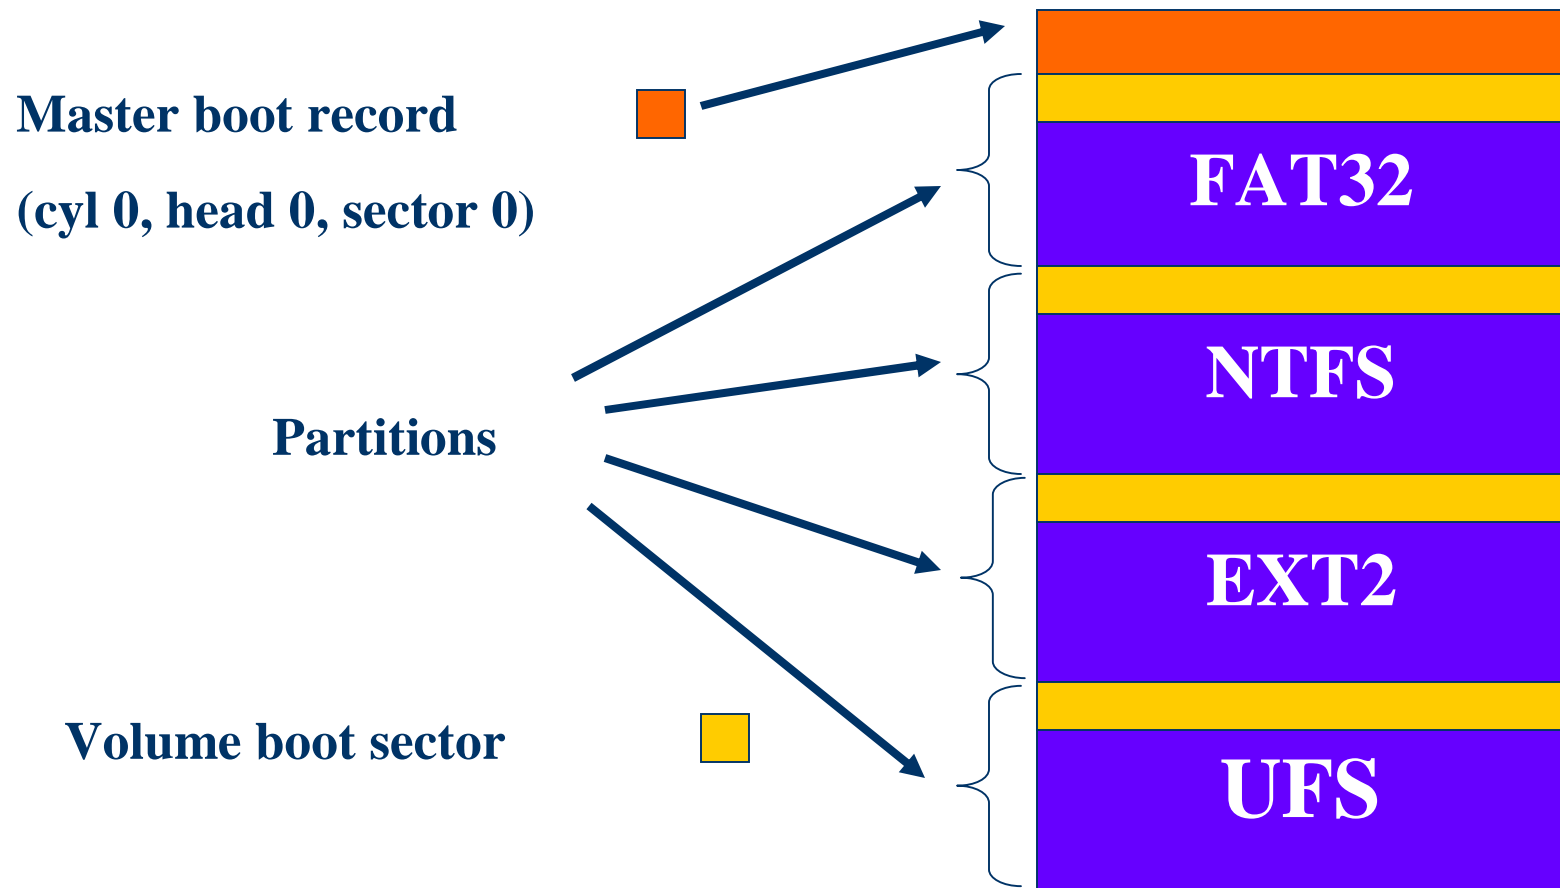 Master boot record
(cyl 0, head 0, sector 0)
Partitions
Volume boot sector
FAT32
NTFS
EXT2
UFS